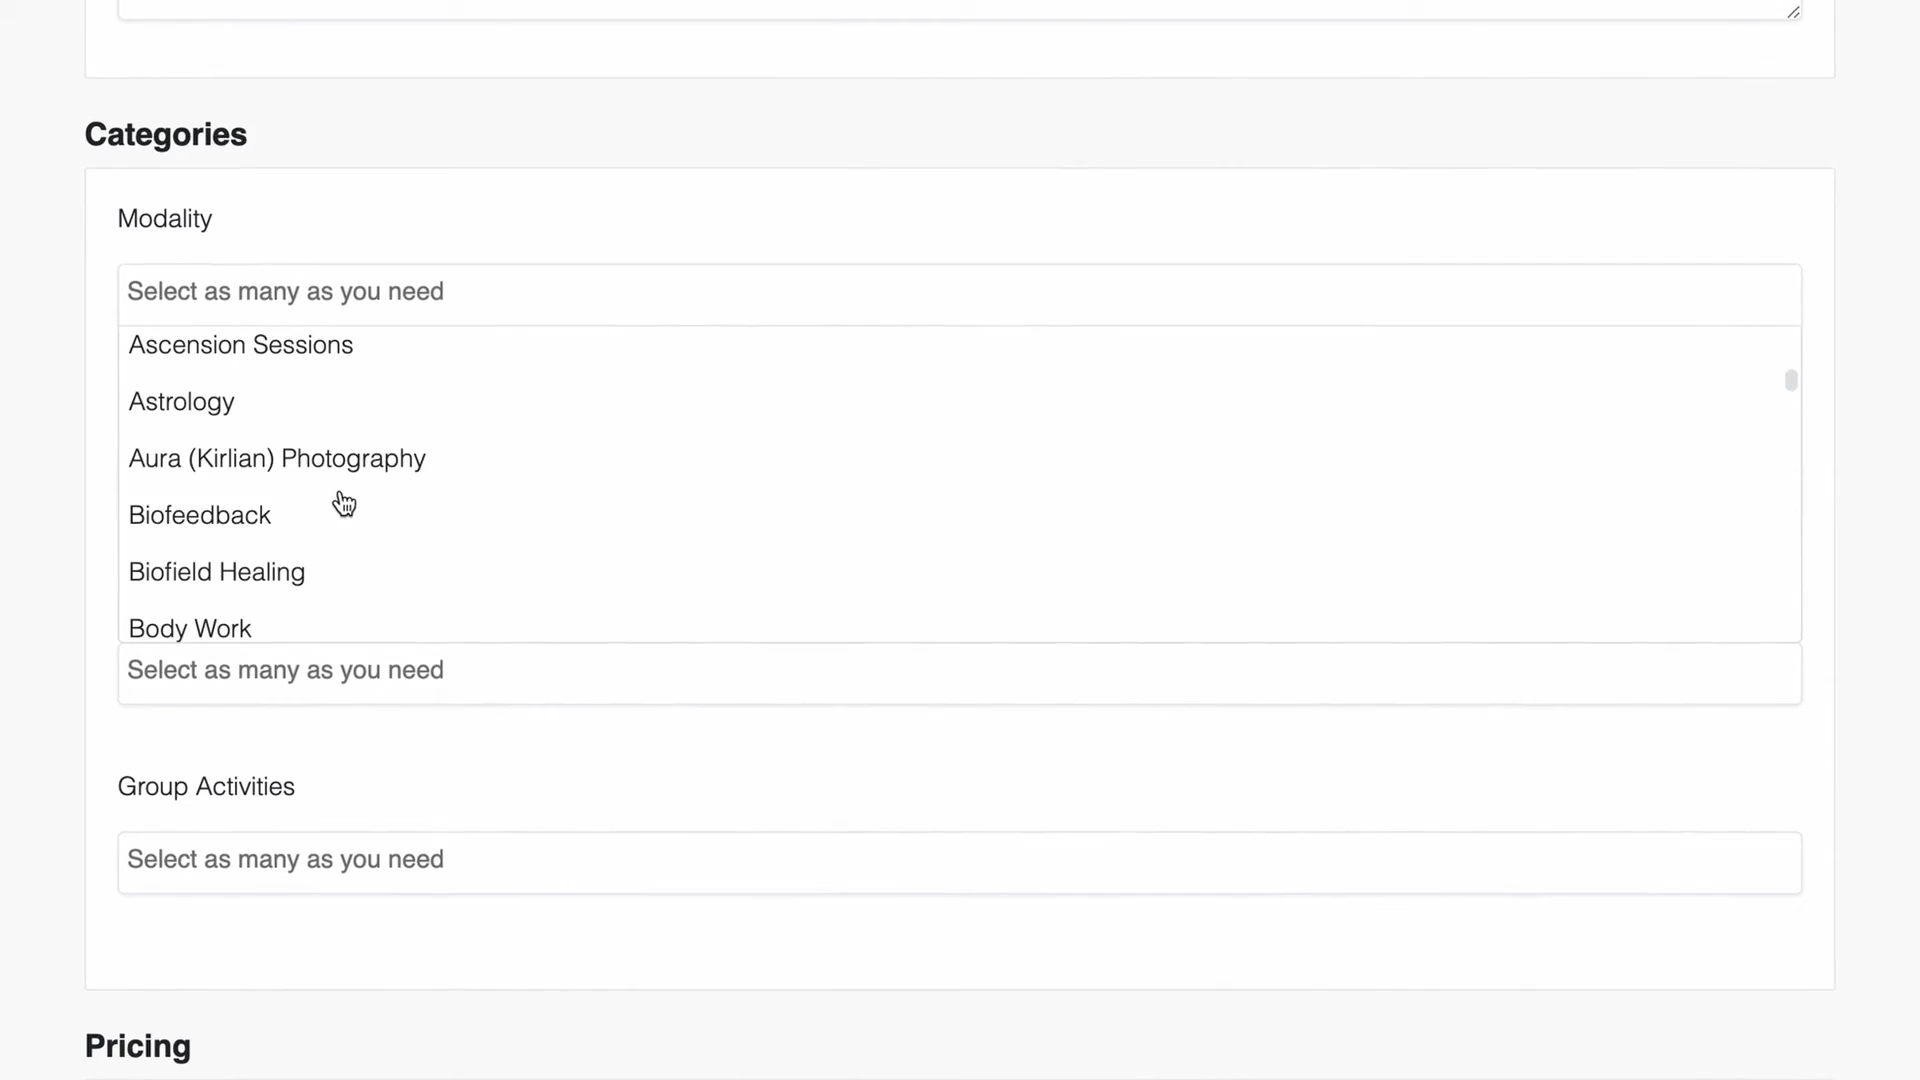 Categories
Modality
Select as many as you need
Ascension Sessions
Astrology
Aura (Kirlian) Photography
Biofeedback
Biofield Healing
Body Work
Select as many as you need
Group Activities
Select as many as you need
Pricing